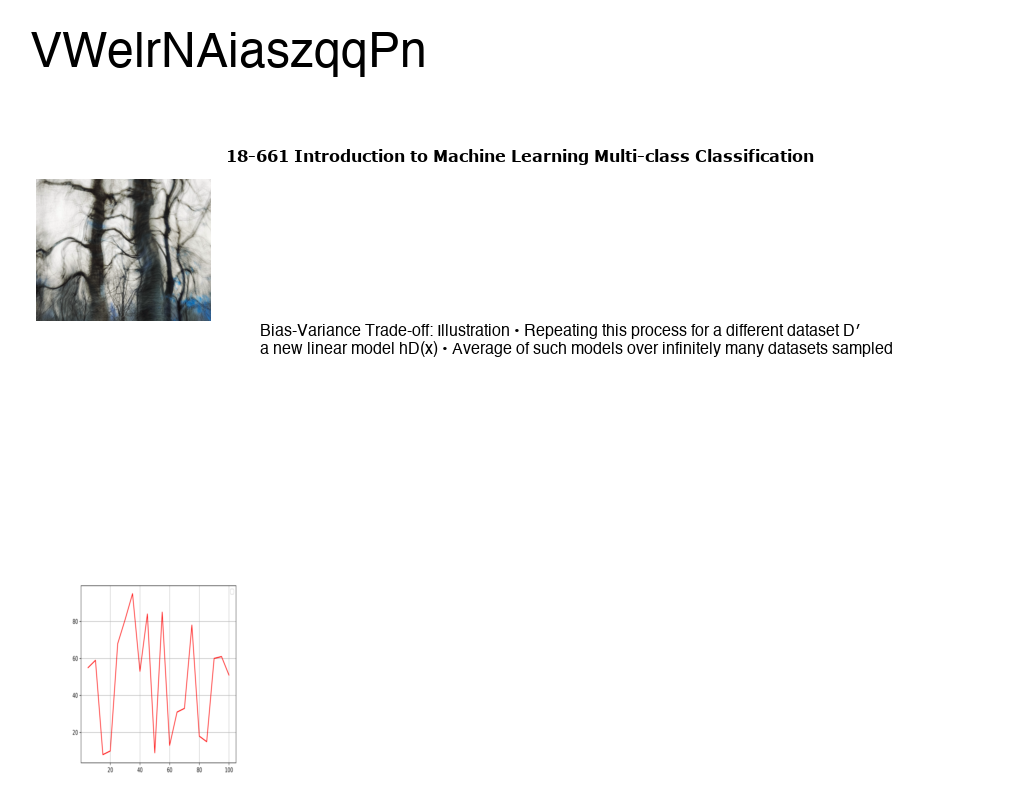 VWelrNAiaszqqPn
18-661 Introduction to Machine Learning Multi-class Classification
Bias-Variance Trade-off: Illustration • Repeating this process for a different dataset D′
a new linear model hD(x) • Average of such models over infinitely many datasets sampled
80
60
40
20
20 40 60 80 100